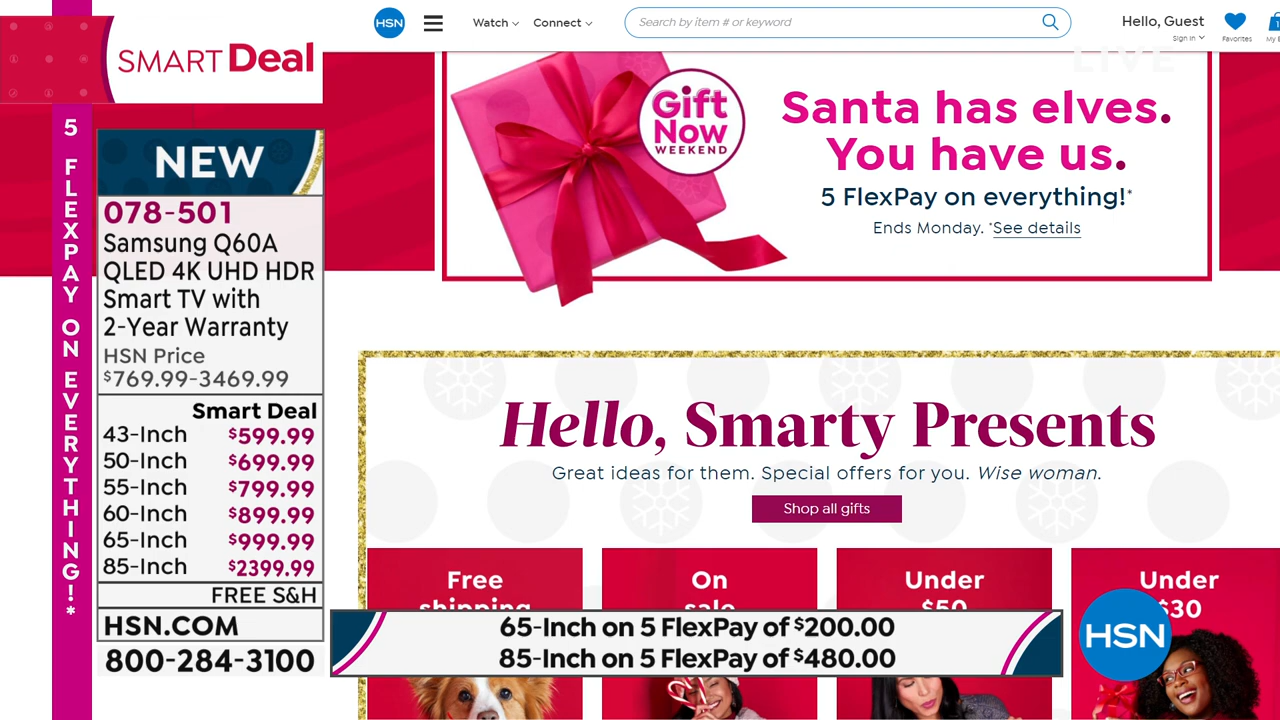 SMART Deal
5 FLEXPAY ON EVERYTHING!*
NEW
078-501
Samsung Q60A
QLED 4K UHD HDR
Smart TV with
2-Year Warranty
HSN Price
$769.99-3469.99
Smart Deal
43-Inch $599.99
50-Inch $699.99
55-Inch $799.99
60-Inch $899.99
65-Inch $999.99
85-Inch $2399.99
FREE S&H
HSN.COM
800-284-3100
HSN
Watch
Connect
Search by item # or keyword
Hello, Guest
Sign In
Favorites
LIVE
Gift
Now
WEEKEND
Santa has elves.
You have us.
5 FlexPay on everything!*
Ends Monday. *See details
Hello, Smarty Presents
Great ideas for them. Special offers for you. Wise woman.
Shop all gifts
Free
shipping
On
sale
Under
$50
Under
$30
65-Inch on 5 FlexPay of $200.00
85-Inch on 5 FlexPay of $480.00
HSN